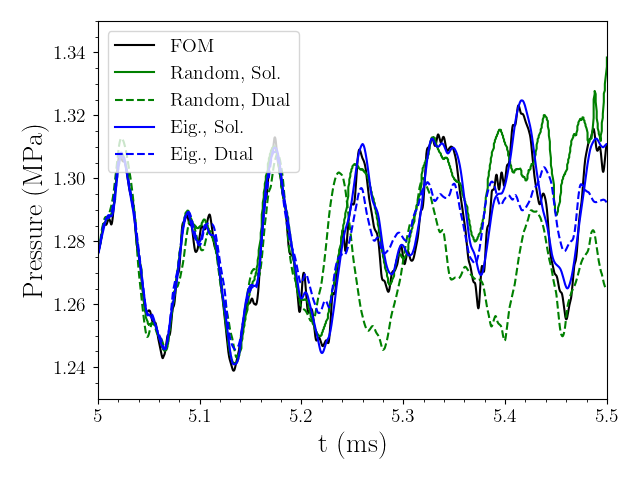 Pressure (MPa)
1.34
1.32
1.30
1.28
1.26
1.24
FOM
Random, Sol.
Random, Dual
Eig., Sol.
Eig., Dual
5
5.1
5.2
5.3
5.4
5.5
t (ms)